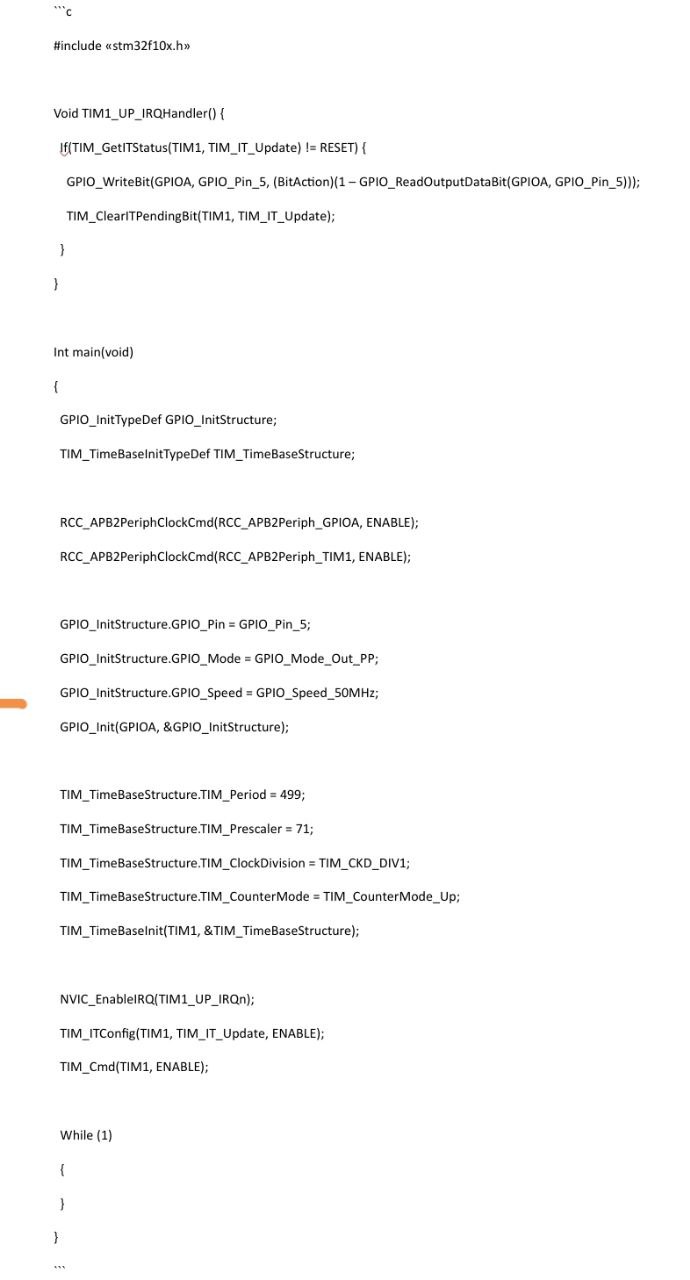 ```c
#include «stm32f10x.h»
Void TIM1_UP_IRQHandler() {
If(TIM_GetITStatus(TIM1, TIM_IT_Update) != RESET) {
GPIO_WriteBit(GPIOA, GPIO_Pin_5, (BitAction)(1 – GPIO_ReadOutputDataBit(GPIOA, GPIO_Pin_5)));
TIM_ClearITPendingBit(TIM1, TIM_IT_Update);
}
}
Int main(void)
{
GPIO_InitTypeDef GPIO_InitStructure;
TIM_TimeBaseInitTypeDef TIM_TimeBaseStructure;
RCC_APB2PeriphClockCmd(RCC_APB2Periph_GPIOA, ENABLE);
RCC_APB2PeriphClockCmd(RCC_APB2Periph_TIM1, ENABLE);
GPIO_InitStructure.GPIO_Pin = GPIO_Pin_5;
GPIO_InitStructure.GPIO_Mode = GPIO_Mode_Out_PP;
GPIO_InitStructure.GPIO_Speed = GPIO_Speed_50MHz;
GPIO_Init(GPIOA, &GPIO_InitStructure);
TIM_TimeBaseStructure.TIM_Period = 499;
TIM_TimeBaseStructure.TIM_Prescaler = 71;
TIM_TimeBaseStructure.TIM_ClockDivision = TIM_CKD_DIV1;
TIM_TimeBaseStructure.TIM_CounterMode = TIM_CounterMode_Up;
TIM_TimeBaseInit(TIM1, &TIM_TimeBaseStructure);
NVIC_EnableIRQ(TIM1_UP_IRQn);
TIM_ITConfig(TIM1, TIM_IT_Update, ENABLE);
TIM_Cmd(TIM1, ENABLE);
While (1)
{
}
}
```